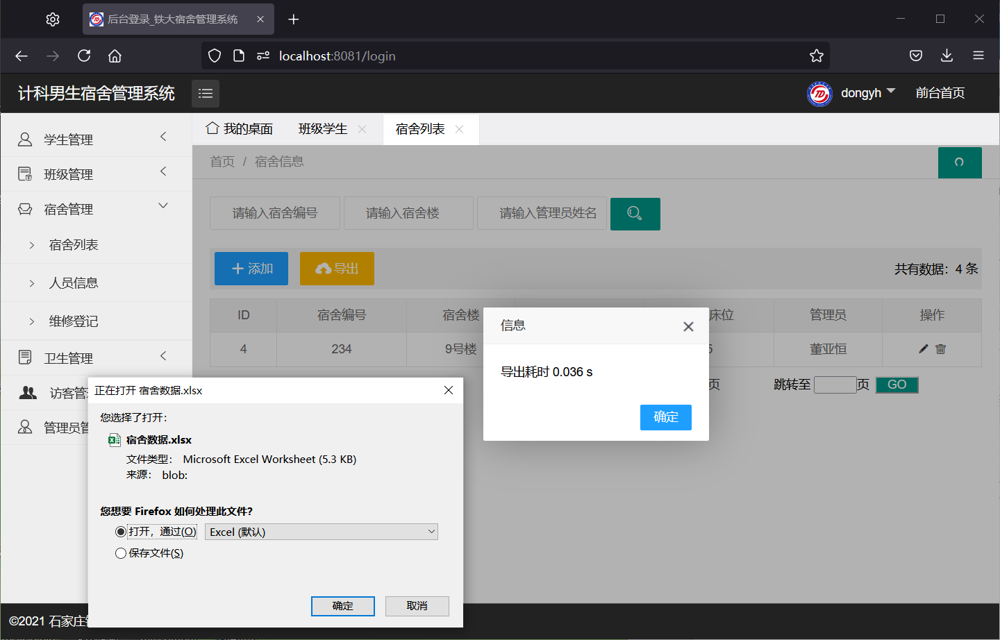 后台登录_铁大宿舍管理系统
localhost:8081/login
计科男生宿舍管理系统
dongyh
前台首页
学生管理
班级管理
宿舍管理
宿舍列表
人员信息
维修登记
卫生管理
访客管
管理员管
我的桌面
班级学生
宿舍列表
首页 / 宿舍信息
请输入宿舍编号
请输入宿舍楼
请输入管理员姓名
添加
导出
共有数据：4 条
ID 宿舍编号 宿舍楼 床位 管理员 操作
4 234 9号楼 5 董亚恒
页 跳转至 页 GO
信息
导出耗时 0.036 s
确定
正在打开 宿舍数据.xlsx
您选择了打开：
宿舍数据.xlsx
文件类型： Microsoft Excel Worksheet (5.3 KB)
来源： blob:
您想要 Firefox 如何处理此文件？
打开，通过(O) Excel (默认)
保存文件(S)
确定 取消
©2021 石家庄